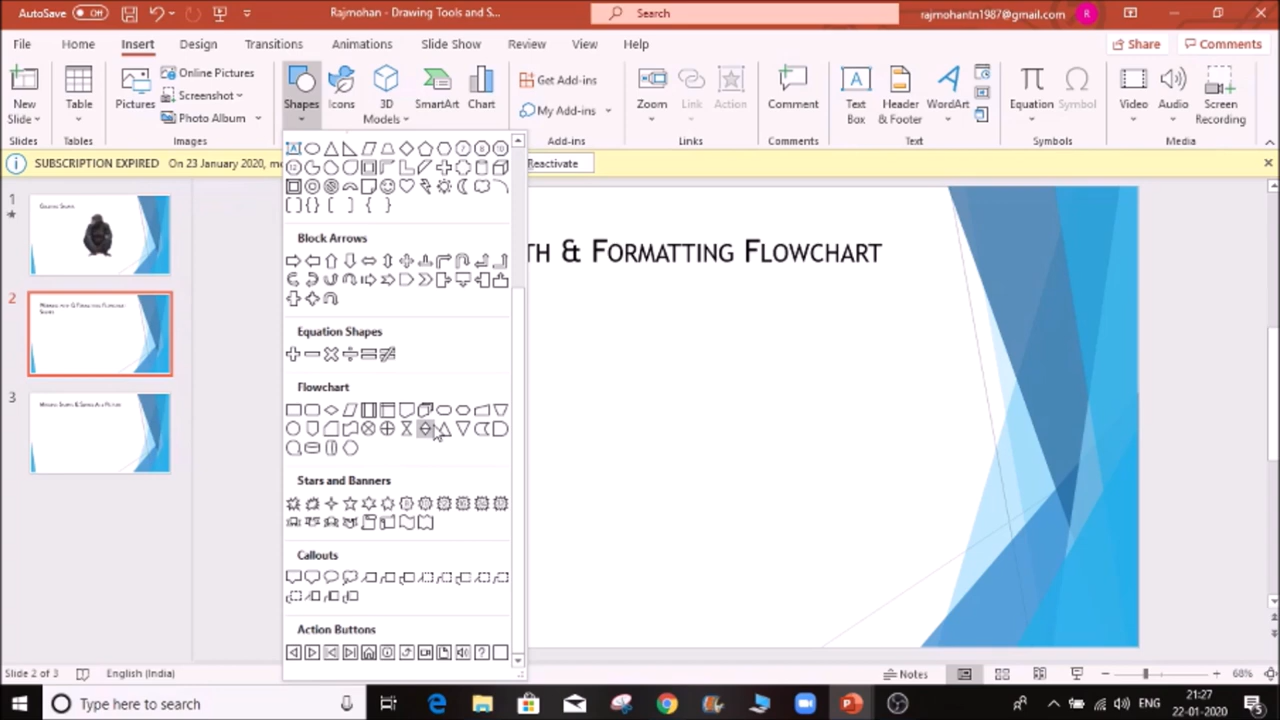 AutoSave Off
Rajmohan - Drawing Tools and S...
Search
rajmohantn1987@gmail.com R
File Home Insert Design Transitions Animations Slide Show Review View Help Share Comments
New Slide
Table
Pictures
Online Pictures
Screenshot
Photo Album
Shapes
Icons
3D Models
SmartArt
Chart
Get Add-ins
My Add-ins
Zoom
Link
Action
Comment
Text Box
Header & Footer
WordArt
Equation
Symbol
Video
Audio
Screen Recording
Slides Tables Images Add-ins Links Comments Text Symbols Media
SUBSCRIPTION EXPIRED On 23 January 2020, mo
Reactivate
1
2
3
Block Arrows
Equation Shapes
Flowchart
Stars and Banners
Callouts
Action Buttons
TH & FORMATTING FLOWCHART
Slide 2 of 3 English (India) Notes 68%
Type here to search
ENG
21:27
22-01-2020
5